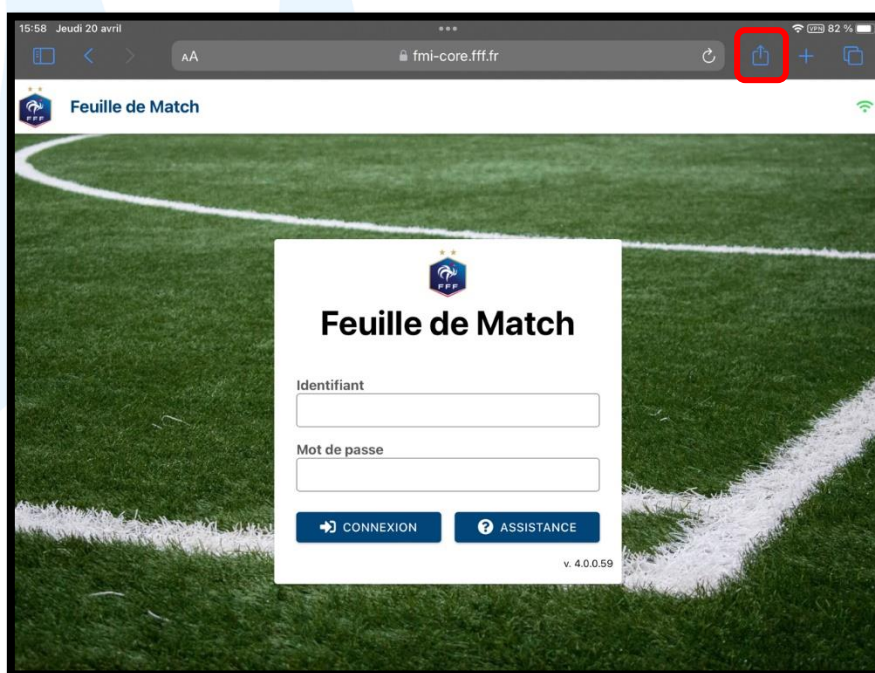 15:58 Jeudi 20 avril
VPN 82 %
AA
fmi-core.fff.fr
FFF
Feuille de Match
FFF
Feuille de Match
Identifiant
Mot de passe
CONNEXION
ASSISTANCE
v. 4.0.0.59